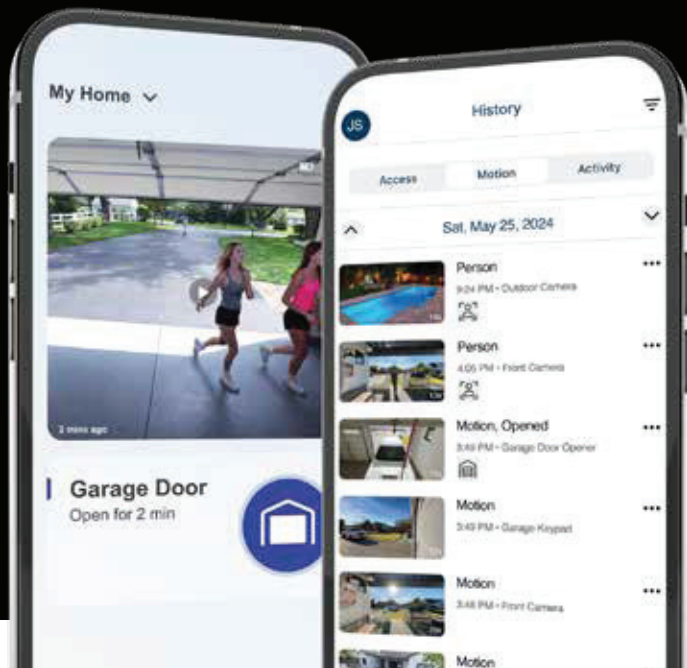 My Home
2 mins ago
Garage Door
Open for 2 min
JS
History
Access Motion Activity
Sat, May 25, 2024
Person
9:24 PM • Outdoor Camera
Person
4:05 PM • Front Camera
Motion, Opened
3:49 PM • Garage Door Opener
Motion
3:49 PM • Garage Keypad
Motion
3:48 PM • Front Camera
Motion